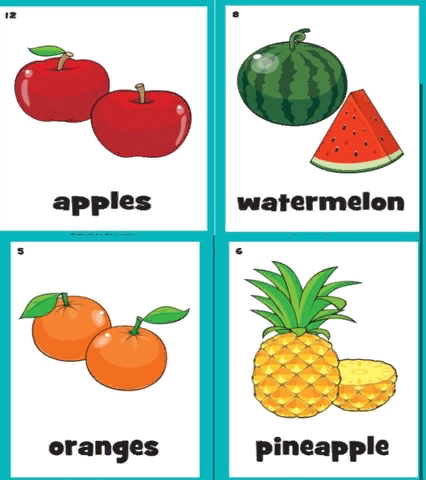 12
apples
8
watermelon
5
oranges
6
pineapple